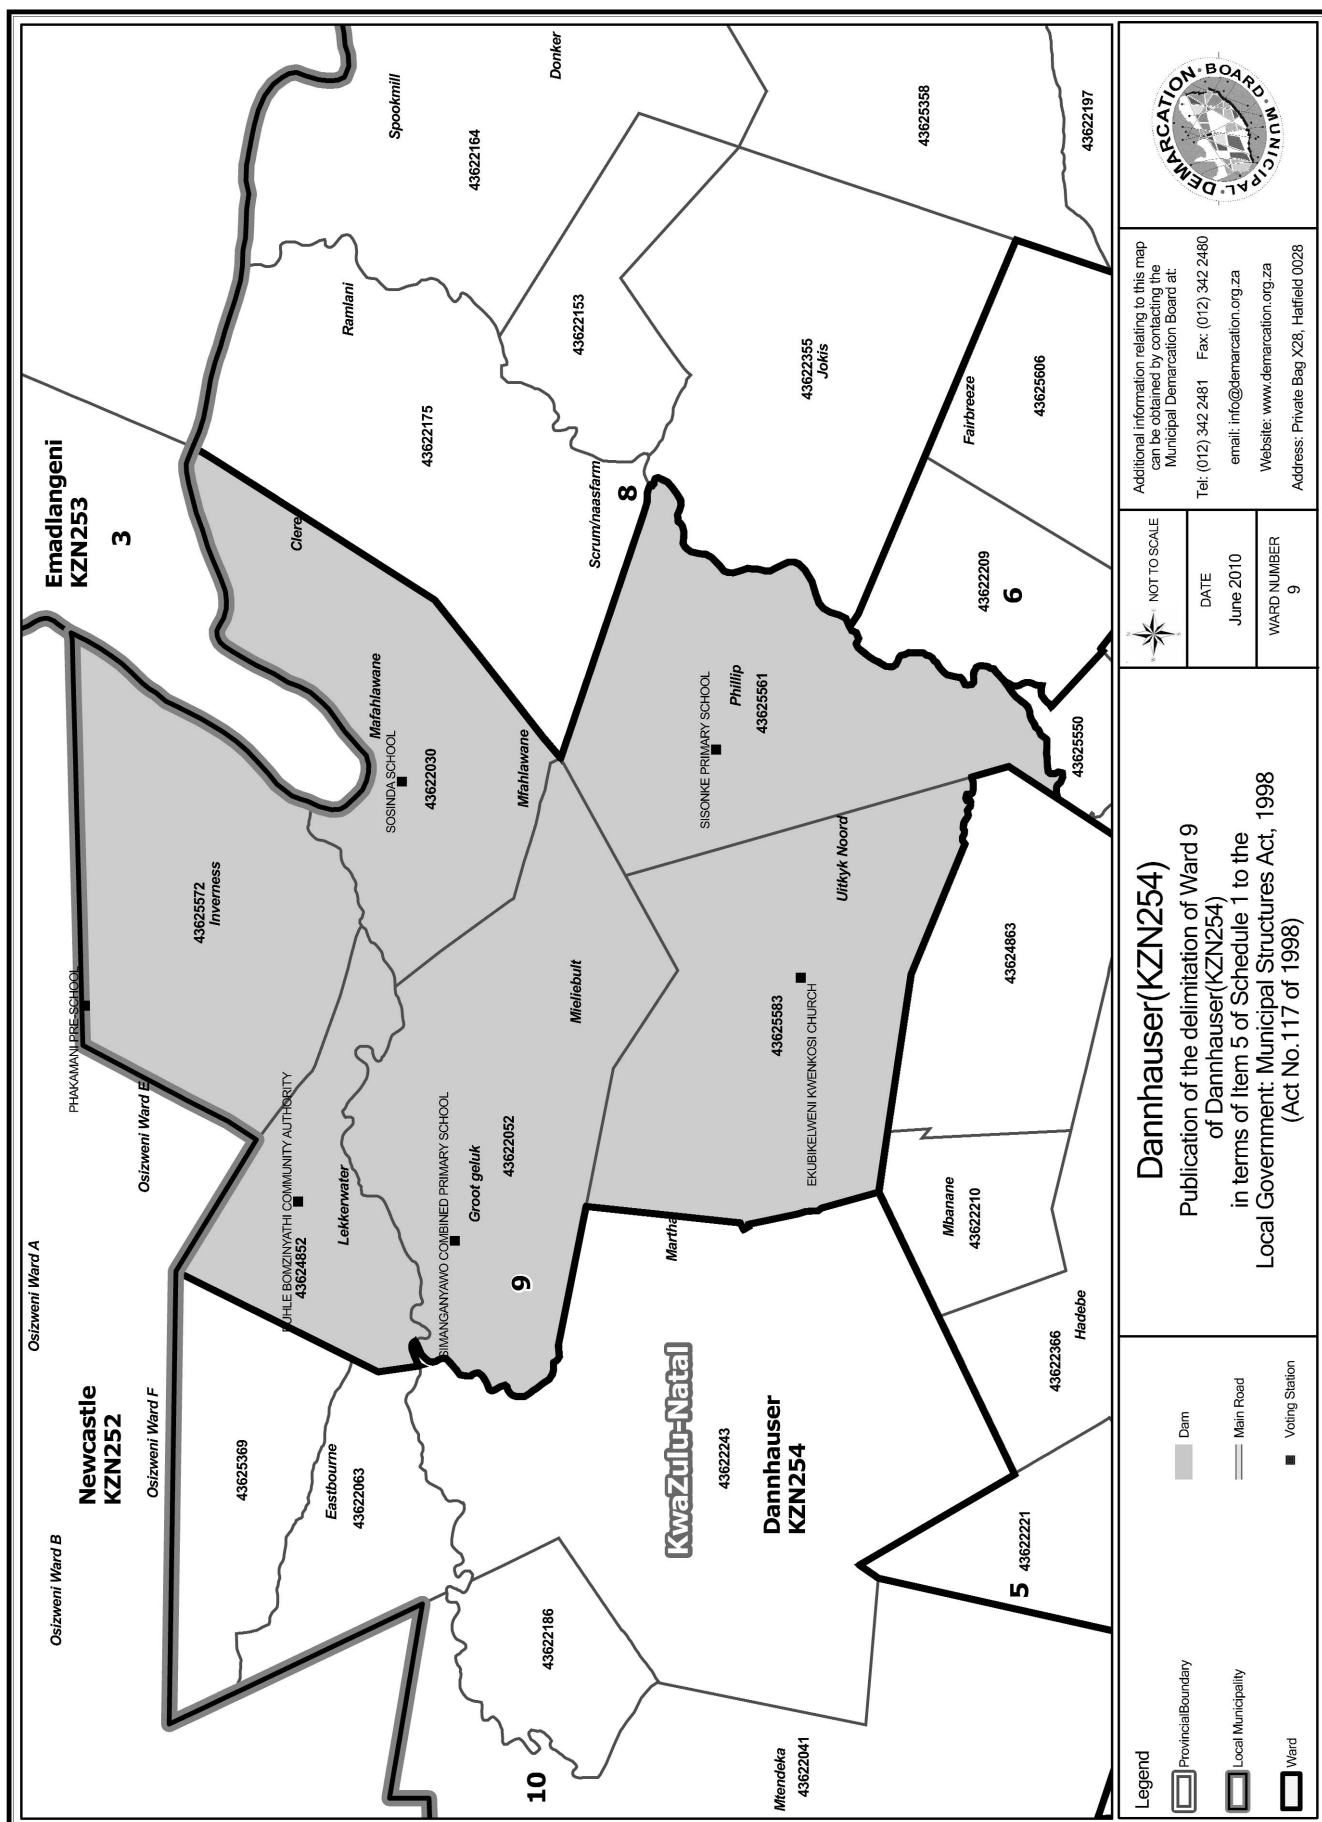 Osizweni Ward B
Osizweni Ward A
Newcastle
KZN252
Emadlangeni
KZN253
3
Osizweni Ward F
Osizweni Ward E
PHAKAMANI PRE-SCHOOL
43625369
43625572
Inverness
Eastbourne
43622063
UHLE BOMZINYATHI COMMUNITY AUTHORITY
43624852
Lekkerwater
Clere
Ramlani
Spookmill
SOSINDA SCHOOL
Mafahlawane
43622030
43622175
43622164
Donker
SIMANGANYAWO COMBINED PRIMARY SCHOOL
Groot geluk
43622052
9
Mfahlawane
10
43622186
Mieliebult
Scrum/naasfarm
8
43622153
KwaZulu-Natal
Martha
43622243
Dannhauser
KZN254
SISONKE PRIMARY SCHOOL
Phillip
43625561
43622355
Jokis
Mtendeka
43622041
43625583
EKUBIKELWENI KWENKOSI CHURCH
Uitkyk Noord
43625358
Mbanane
43622210
Fairbreeze
43622209
6
43624863
5
43622221
43622366
Hadebe
43625550
43625606
43622197
Legend
ProvincialBoundary
Local Municipality
Ward
Dam
Main Road
Voting Station
Dannhauser(KZN254)
Publication of the delimitation of Ward 9
of Dannhauser(KZN254)
in terms of Item 5 of Schedule 1 to the
Local Government: Municipal Structures Act, 1998
(Act No.117 of 1998)
N
E
S
W
NOT TO SCALE
DATE
June 2010
WARD NUMBER
9
Additional information relating to this map
can be obtained by contacting the
Municipal Demarcation Board at:
Tel: (012) 342 2481 Fax: (012) 342 2480
email: info@demarcation.org.za
Website: www.demarcation.org.za
Address: Private Bag X28, Hatfield 0028
MUNICIPAL · DEMARCATION · BOARD ·